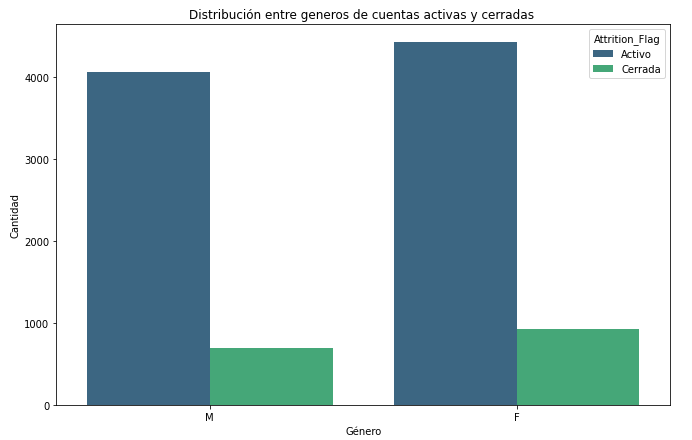 Distribución entre generos de cuentas activas y cerradas
Attrition_Flag
Activo
Cerrada
4000
3000
2000
1000
0
Cantidad
M
F
Género